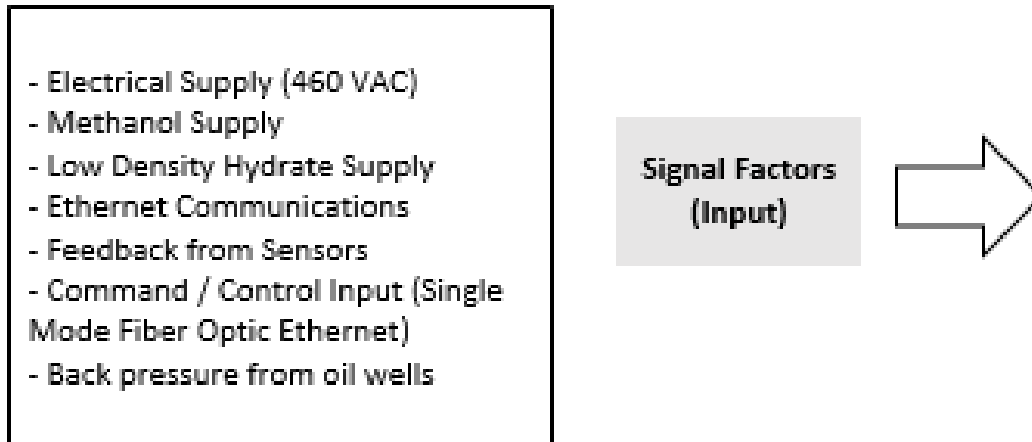 - Electrical Supply (460 VAC)
- Methanol Supply
- Low Density Hydrate Supply
- Ethernet Communications
- Feedback from Sensors
- Command / Control Input (Single
Mode Fiber Optic Ethernet)
- Back pressure from oil wells
Signal Factors
(Input)